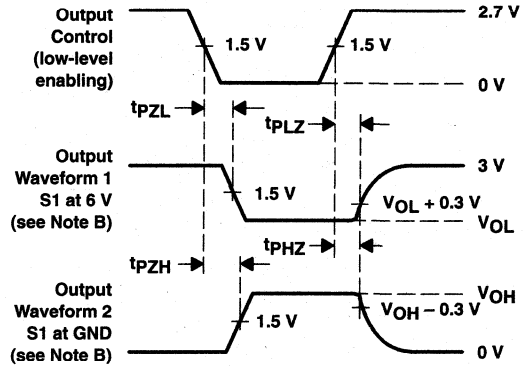 Output
Control
(low-level
enabling)
2.7 V
1.5 V
1.5 V
0 V
tPZL
tPLZ
Output
Waveform 1
S1 at 6 V
(see Note B)
3 V
1.5 V
VOL + 0.3 V
VOL
tPHZ
tPZH
Output
Waveform 2
S1 at GND
(see Note B)
VOH
1.5 V
VOH – 0.3 V
0 V